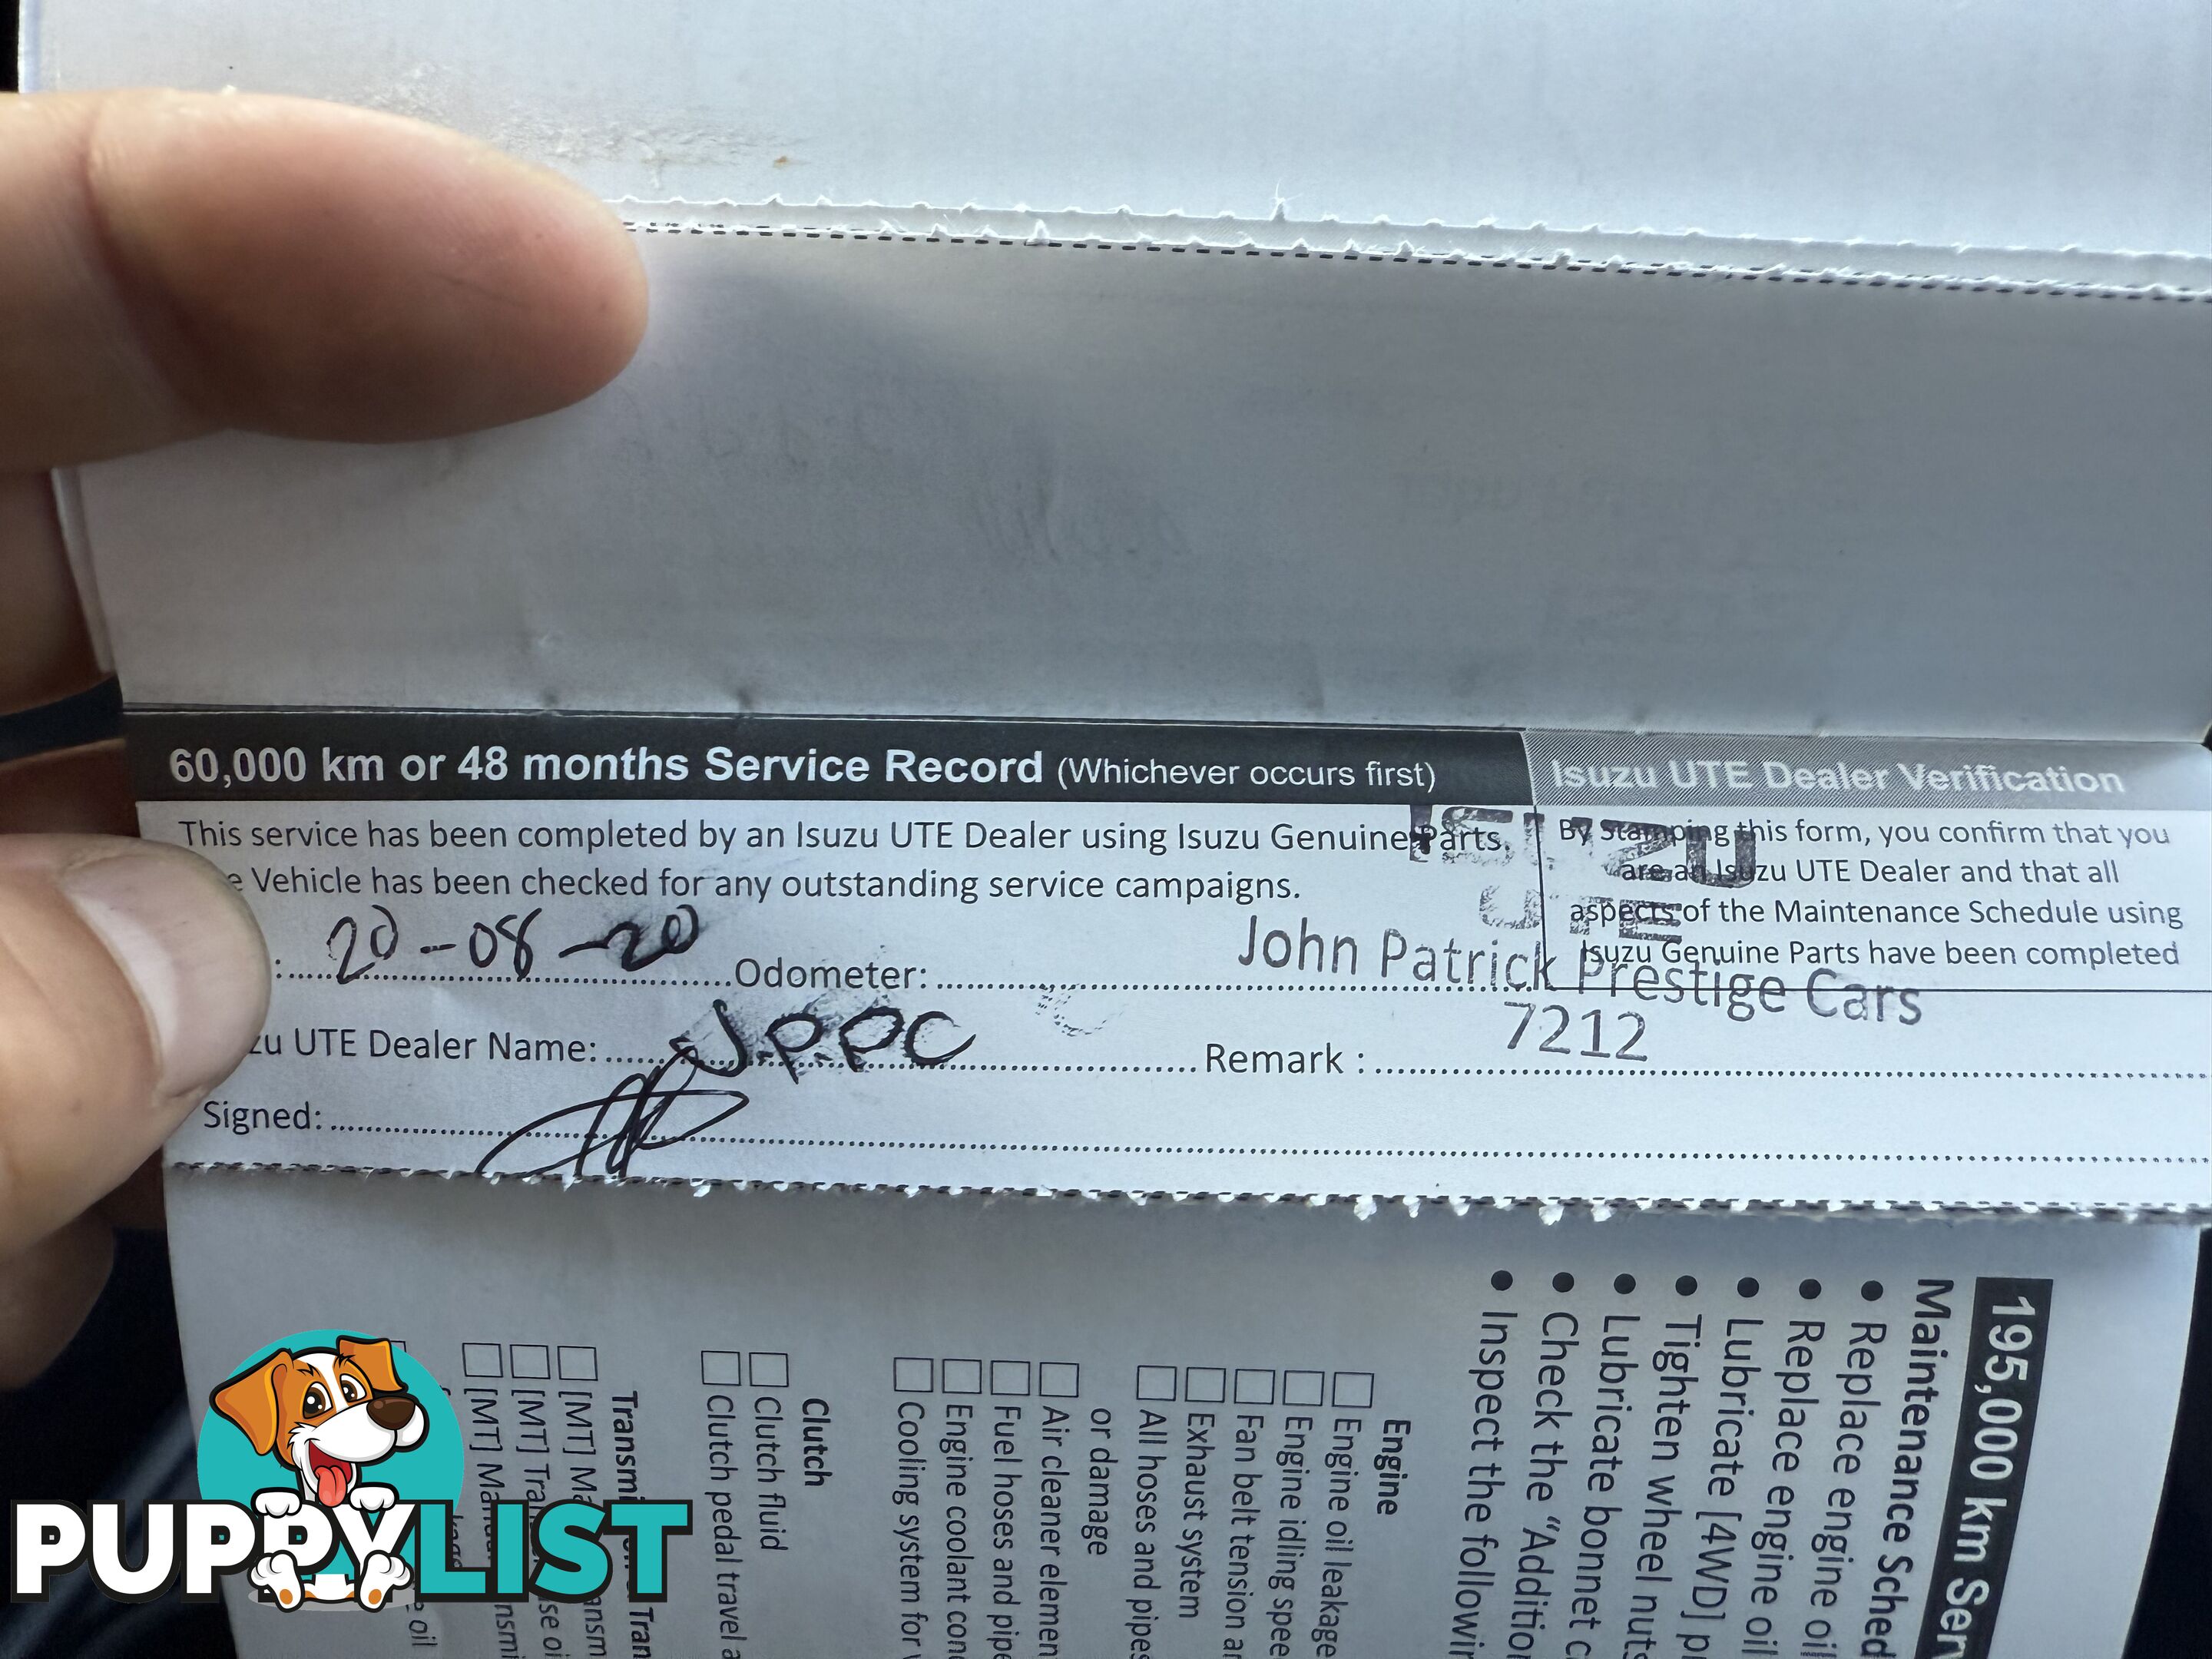 60,000 km or 48 months Service Record (Whichever occurs first)
Isuzu UTE Dealer Verification
This service has been completed by an Isuzu UTE Dealer using Isuzu Genuine Parts.
e Vehicle has been checked for any outstanding service campaigns.
By stamping this form, you confirm that you
are an Isuzu UTE Dealer and that all
aspects of the Maintenance Schedule using
Isuzu Genuine Parts have been completed
ISUZU
UTE
John Patrick Prestige Cars
7212
: 20-08-20 Odometer:
zu UTE Dealer Name: J.P.P.C Remark :
Signed:
195,000 km Serv
Maintenance Sched
• Replace engine oil
• Replace engine oil
• Lubricate [4WD] p
• Tighten wheel nuts
• Lubricate bonnet c
• Check the “Addition
• Inspect the followin
Engine
Engine oil leakage
Engine idling spee
Fan belt tension a
Exhaust system
All hoses and pipes
or damage
Air cleaner elemen
Fuel hoses and pipe
Engine coolant con
Cooling system for
Clutch
Clutch fluid
Clutch pedal travel a
PUPPYLIST